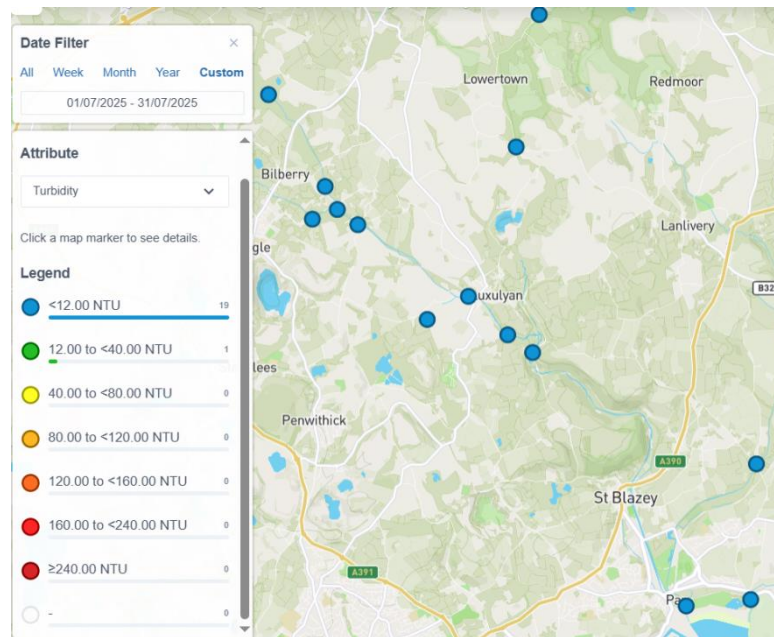 Date Filter ×
All Week Month Year Custom
01/07/2025 - 31/07/2025
Attribute
Turbidity
Click a map marker to see details.
Legend
<12.00 NTU 19
12.00 to <40.00 NTU 1
40.00 to <80.00 NTU 0
80.00 to <120.00 NTU 0
120.00 to <160.00 NTU 0
160.00 to <240.00 NTU 0
≥240.00 NTU 0
- 0
Lowertown
Redmoor
Bilberry
Lanlivery
gle
B32
uxulyan
lees
Penwithick
A390
St Blazey
A391
Pa